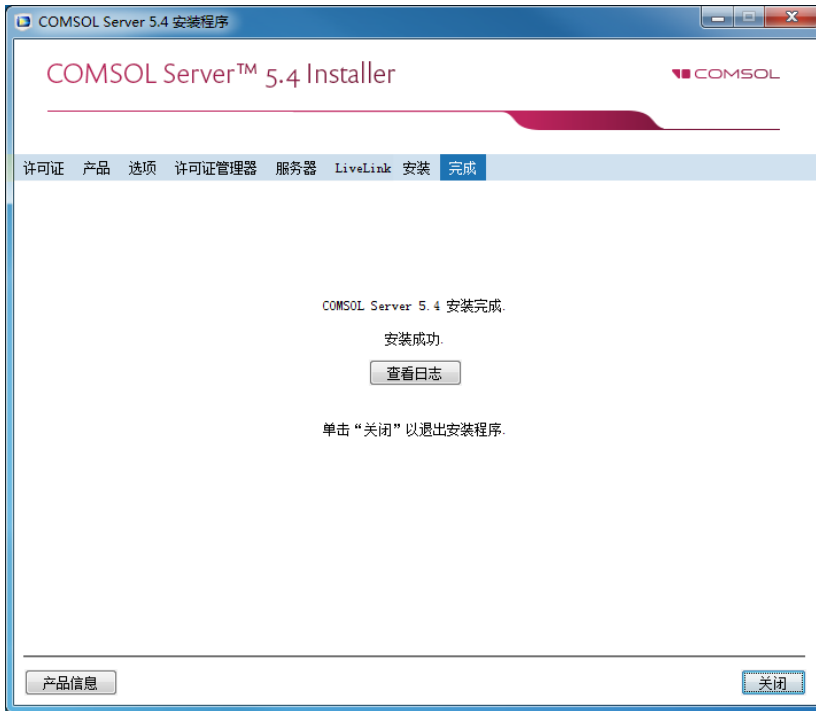 COMSOL Server 5.4 安装程序
COMSOL Server™ 5.4 Installer
COMSOL
许可证 产品 选项 许可证管理器 服务器 LiveLink 安装 完成
COMSOL Server 5.4 安装完成.
安装成功.
查看日志
单击“关闭”以退出安装程序.
产品信息 关闭